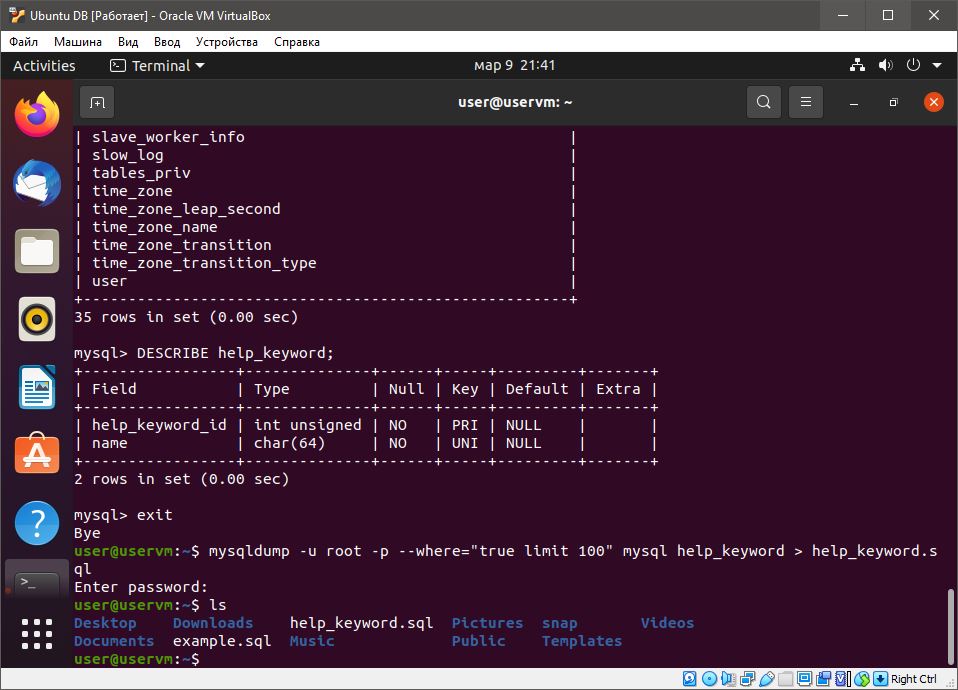 Ubuntu DB [Работает] - Oracle VM VirtualBox
Файл Машина Вид Ввод Устройства Справка
Activities Terminal мар 9 21:41
user@uservm: ~
| slave_worker_info |
| slow_log |
| tables_priv |
| time_zone |
| time_zone_leap_second |
| time_zone_name |
| time_zone_transition |
| time_zone_transition_type |
| user |
+------------------------------------------------------+
35 rows in set (0.00 sec)
mysql> DESCRIBE help_keyword;
+-----------------+--------------+------+-----+---------+-------+
| Field | Type | Null | Key | Default | Extra |
+-----------------+--------------+------+-----+---------+-------+
| help_keyword_id | int unsigned | NO | PRI | NULL | |
| name | char(64) | NO | UNI | NULL | |
+-----------------+--------------+------+-----+---------+-------+
2 rows in set (0.00 sec)
mysql> exit
Bye
user@uservm:~$ mysqldump -u root -p --where="true limit 100" mysql help_keyword > help_keyword.s
ql
Enter password:
user@uservm:~$ ls
Desktop Downloads help_keyword.sql Pictures snap Videos
Documents example.sql Music Public Templates
user@uservm:~$
Right Ctrl